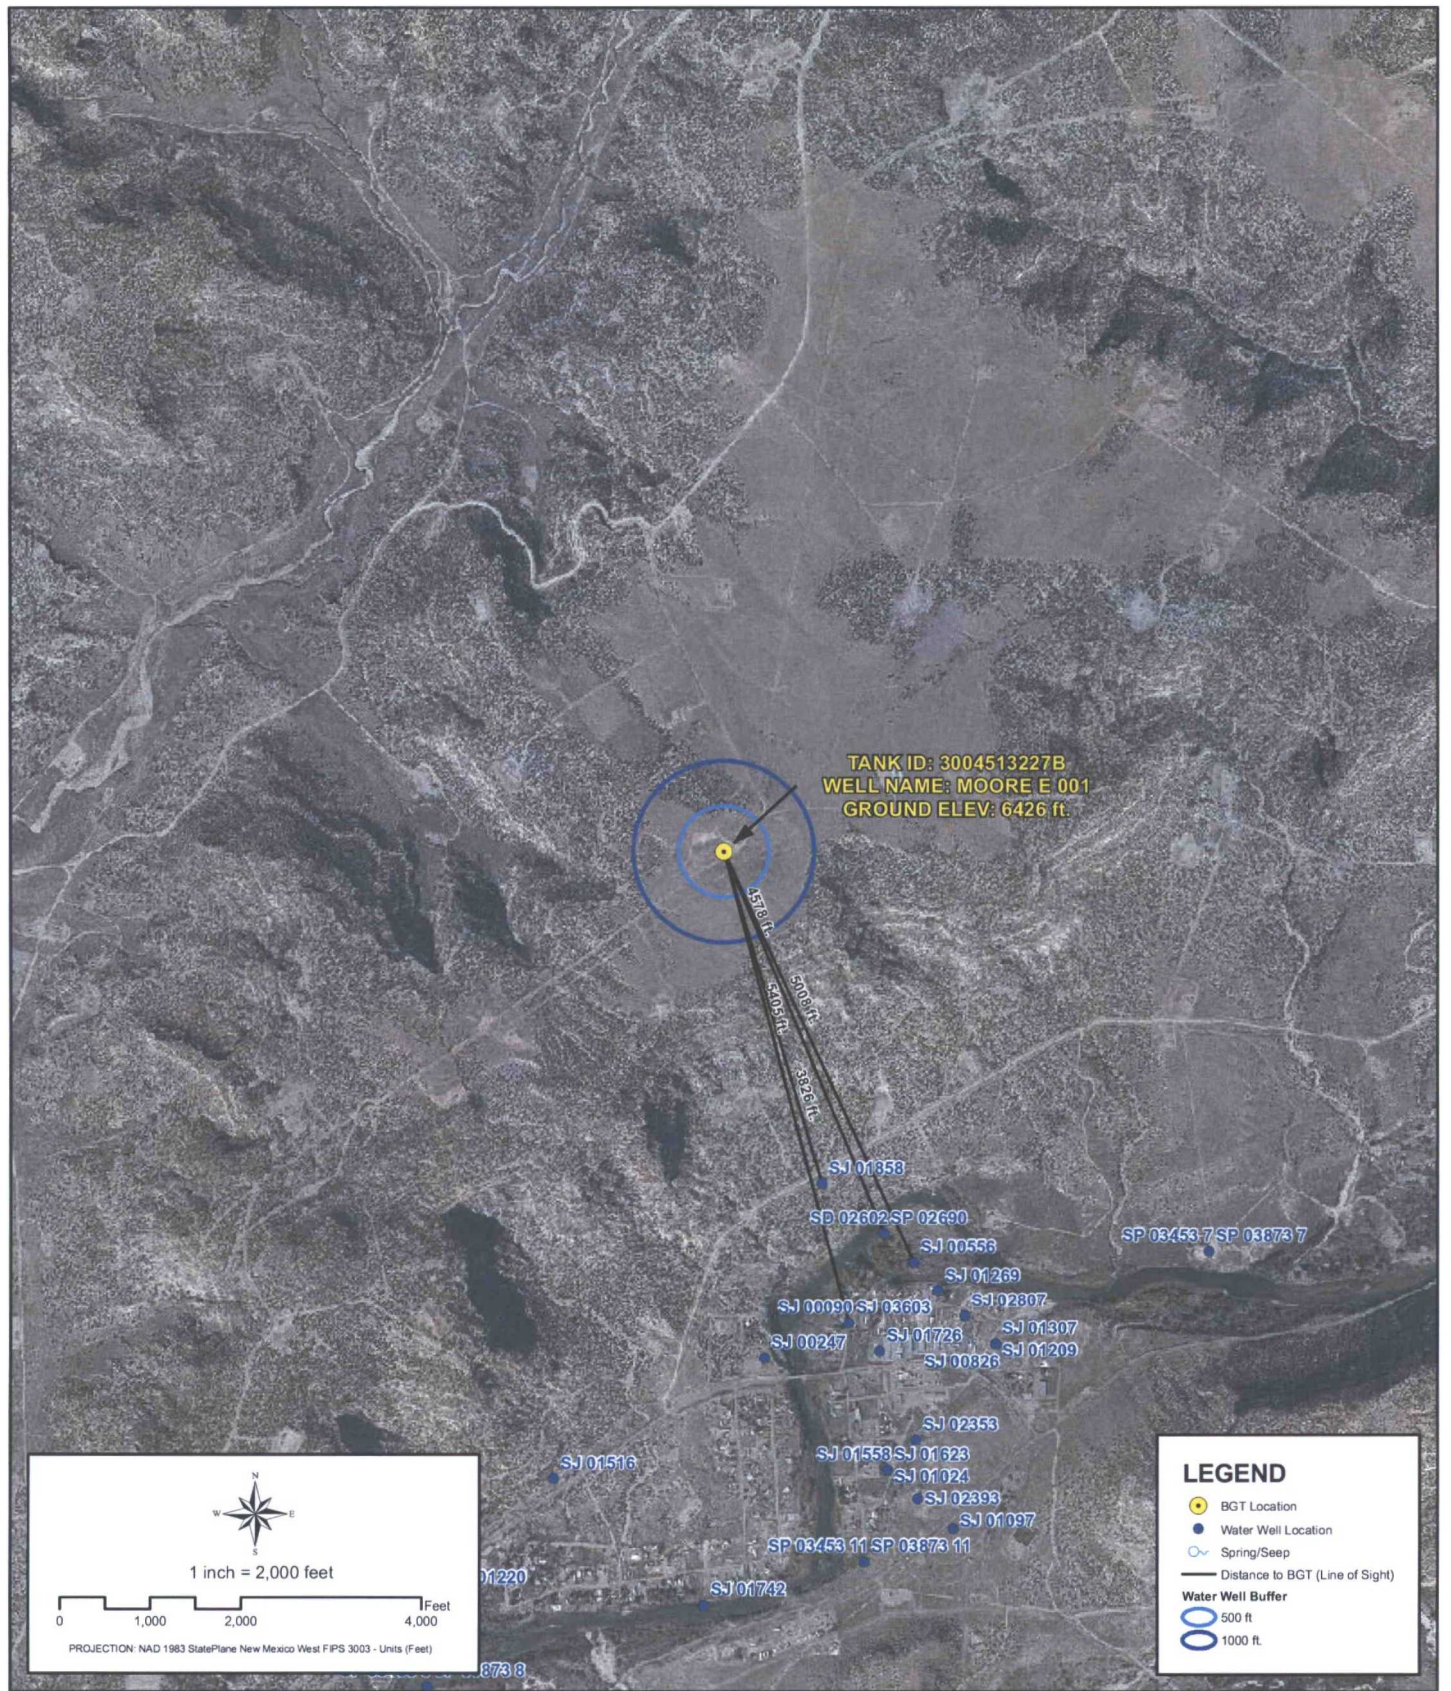 TANK ID: 3004513227B
WELL NAME: MOORE E 001
GROUND ELEV: 6426 ft.
4578 ft.
5008 ft.
5405 ft.
3826 ft.
SJ 01858
SD 02602 SP 02690
SJ 00556
SP 03453 7 SP 03873 7
SJ 01269
SJ 02807
SJ 00090 SJ 03603
SJ 01307
SJ 00247
SJ 01726
SJ 01209
SJ 00826
SJ 02353
SJ 01558 SJ 01623
SJ 01516
SJ 01024
SJ 02393
SJ 01097
SP 03453 11 SP 03873 11
01220
SJ 01742
873 8
N
W E
S
1 inch = 2,000 feet
Feet
0 1,000 2,000 4,000
PROJECTION: NAD 1983 StatePlane New Mexico West FIPS 3003 - Units (Feet)
LEGEND
BGT Location
Water Well Location
Spring/Seep
Distance to BGT (Line of Sight)
Water Well Buffer
500 ft
1000 ft.